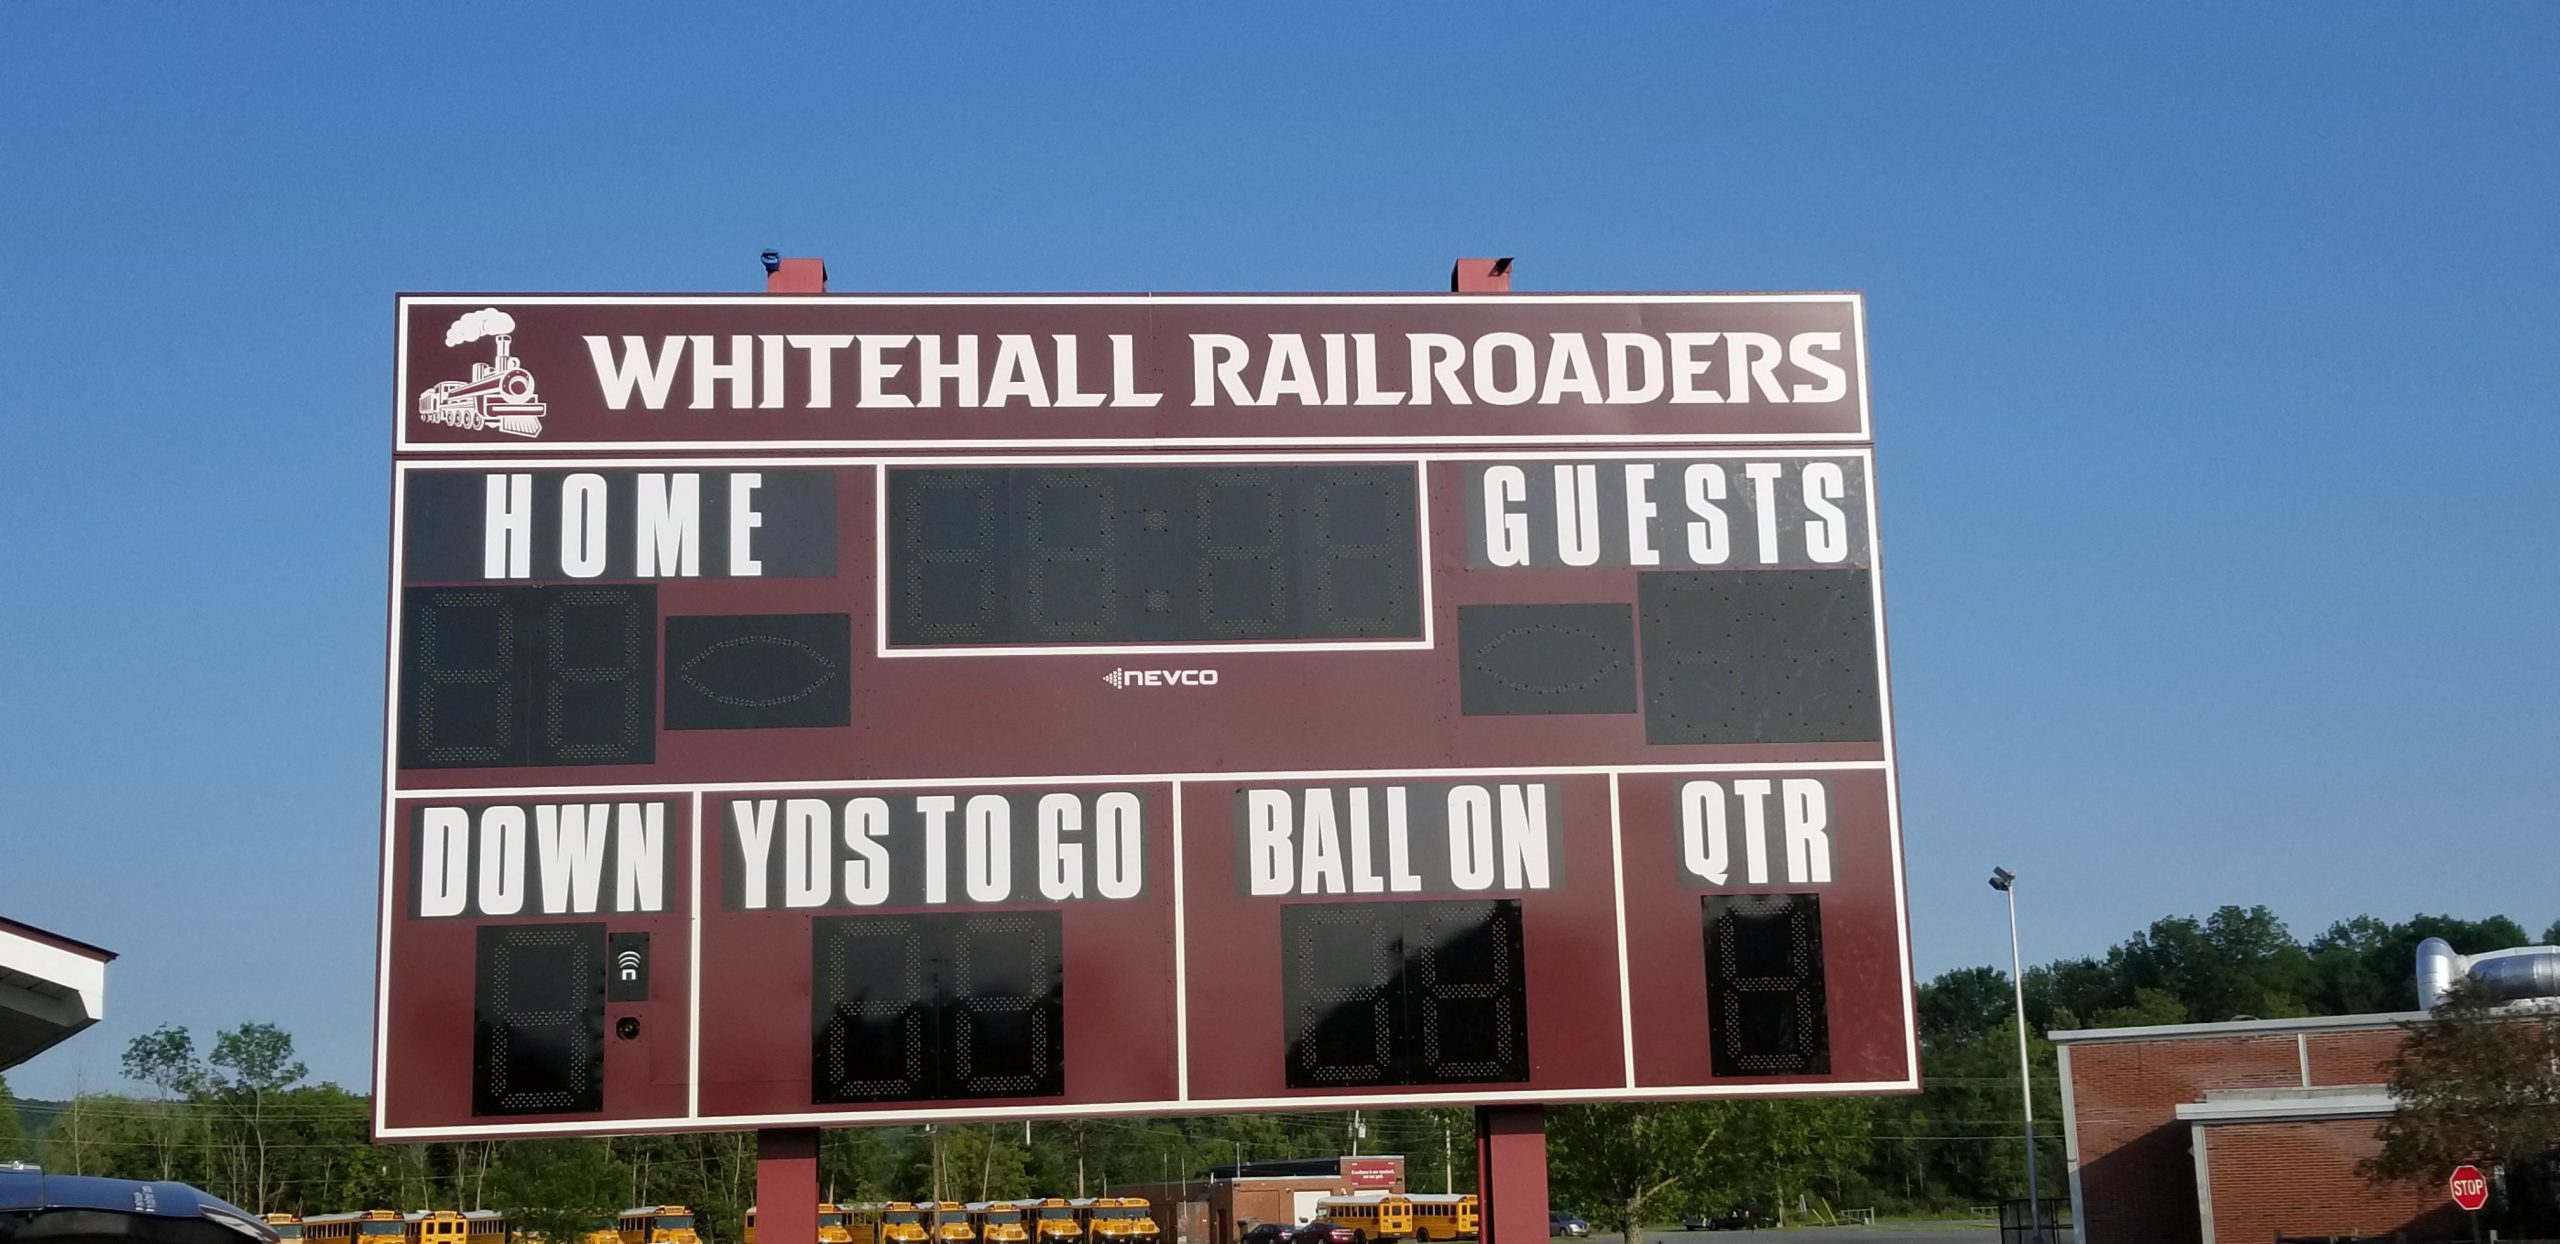 WHITEHALL RAILROADERS
HOME
GUESTS
NEVCO
DOWN
YDS TO GO
BALL ON
QTR
STOP